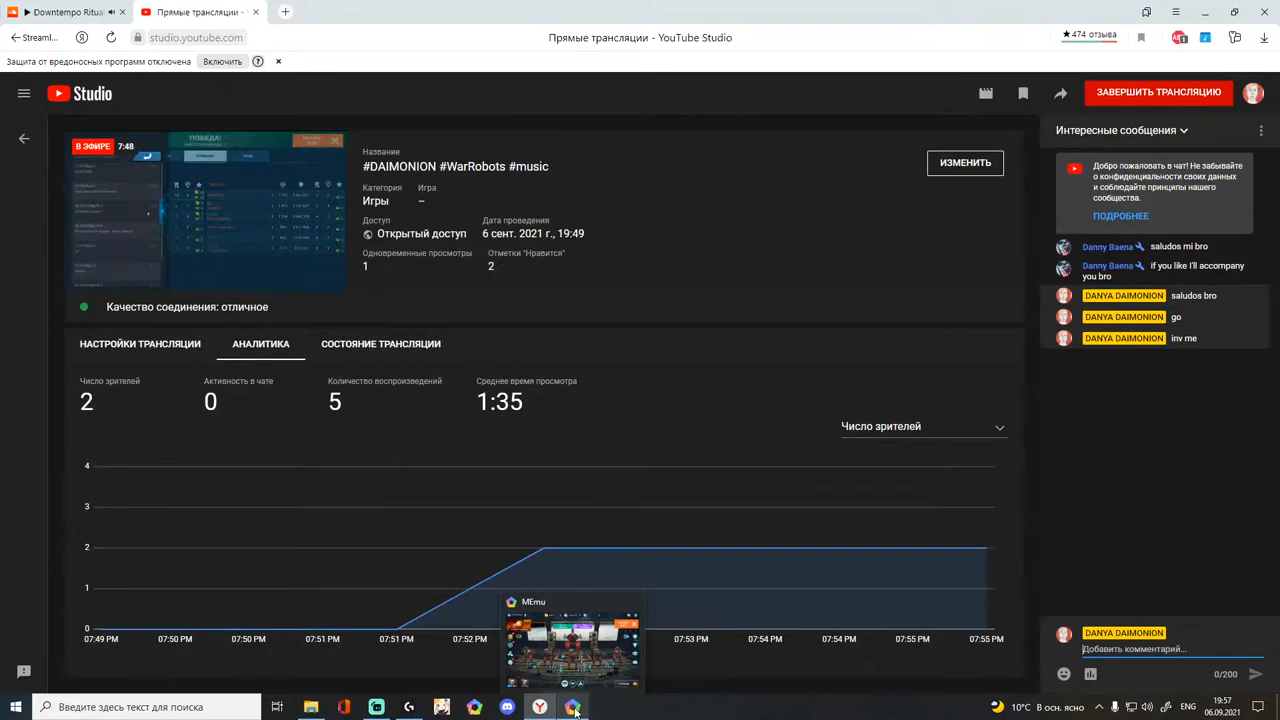 Downtempo Ritua
Прямые трансляции -
Streaml...
studio.youtube.com
Прямые трансляции - YouTube Studio
★474 отзыва
Защита от вредоносных программ отключена
Включить
?
Studio
ЗАВЕРШИТЬ ТРАНСЛЯЦИЮ
В ЭФИРЕ 7:48
ПОБЕДА!
Название
#DAIMONION #WarRobots #music
Категория
Игра
Игры
–
Доступ
Дата проведения
Открытый доступ
6 сент. 2021 г., 19:49
Одновременные просмотры
Отметки "Нравится"
1
2
ИЗМЕНИТЬ
Качество соединения: отличное
НАСТРОЙКИ ТРАНСЛЯЦИИ
АНАЛИТИКА
СОСТОЯНИЕ ТРАНСЛЯЦИИ
Число зрителей
Активность в чате
Количество воспроизведений
Среднее время просмотра
2
0
5
1:35
Число зрителей
4
3
2
1
0
07:49 PM
07:50 PM
07:50 PM
07:51 PM
07:51 PM
07:52 PM
07:53 PM
07:54 PM
07:54 PM
07:55 PM
07:55 PM
MEmu
Интересные сообщения
Добро пожаловать в чат! Не забывайте
о конфиденциальности своих данных
и соблюдайте принципы нашего
сообщества.
ПОДРОБНЕЕ
Danny Baena saludos mi bro
Danny Baena if you like I'll accompany
you bro
DANYA DAIMONION saludos bro
DANYA DAIMONION go
DANYA DAIMONION inv me
DANYA DAIMONION
Добавить комментарий...
0/200
Введите здесь текст для поиска
10°C В осн. ясно
19:57
06.09.2021